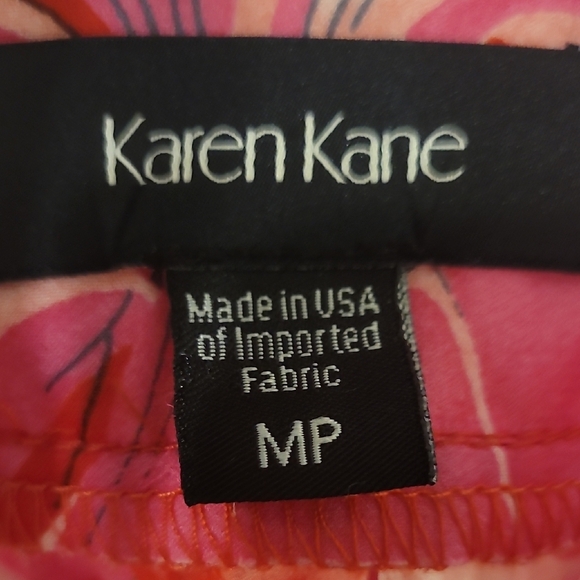 Karen Kane
Made in USA
of Imported
Fabric
MP